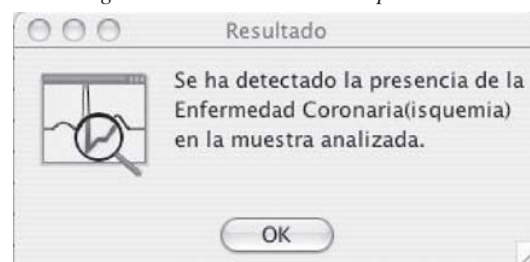 Resultado
Se ha detectado la presencia de la
Enfermedad Coronaria(isquemia)
en la muestra analizada.
OK